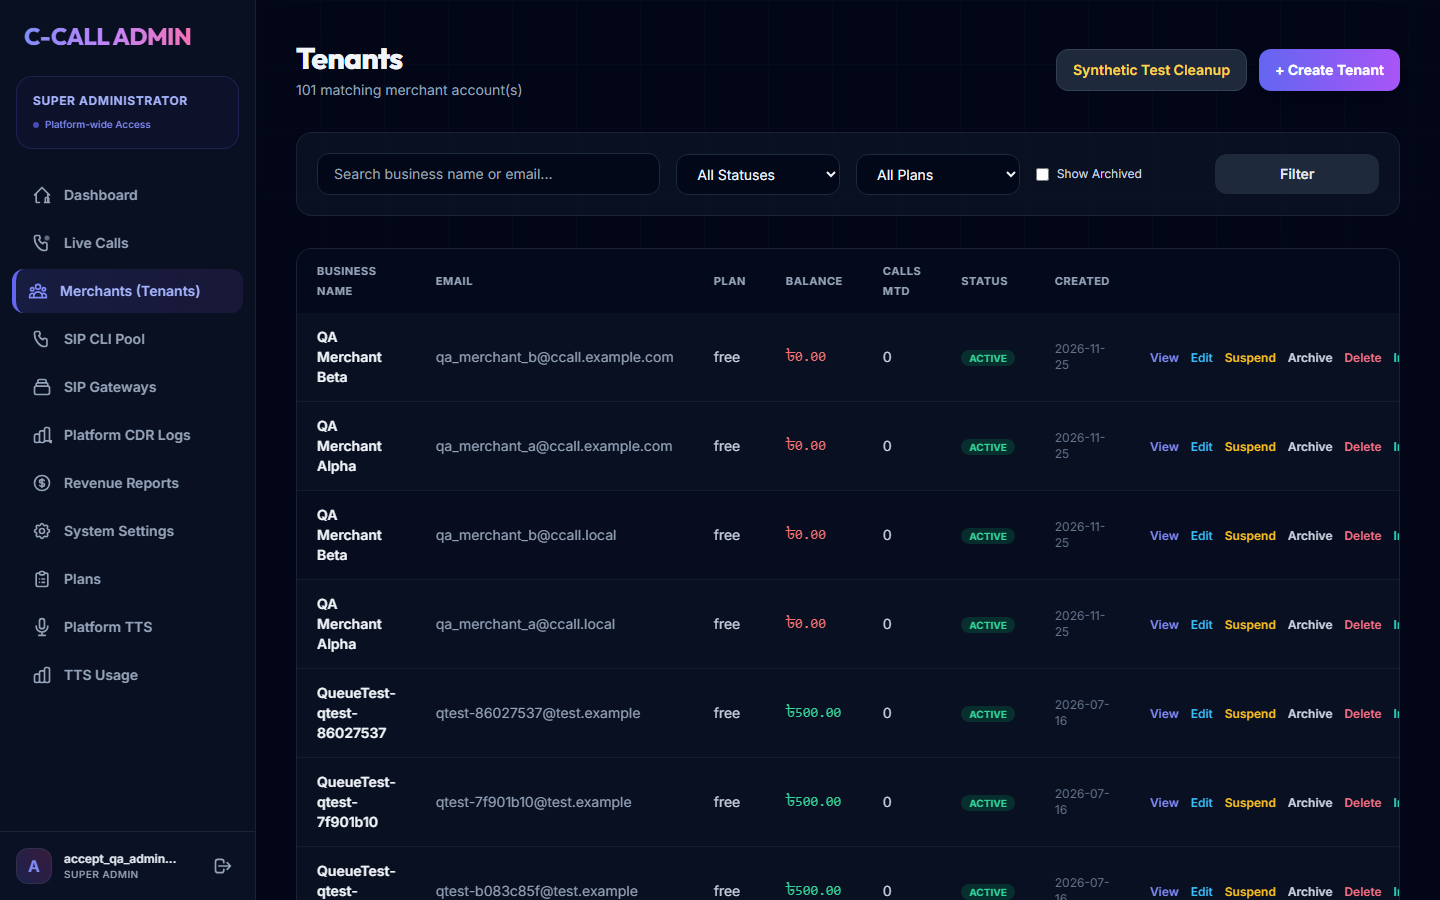 C-CALL ADMIN
SUPER ADMINISTRATOR
Platform-wide Access
Dashboard
Live Calls
Merchants (Tenants)
SIP CLI Pool
SIP Gateways
Platform CDR Logs
Revenue Reports
System Settings
Plans
Platform TTS
TTS Usage
A
accept_qa_admin...
SUPER ADMIN
Tenants
101 matching merchant account(s)
Synthetic Test Cleanup
+ Create Tenant
Search business name or email...
All Statuses
All Plans
Show Archived
Filter
BUSINESS NAME EMAIL PLAN BALANCE CALLS MTD STATUS CREATED
QA Merchant Beta qa_merchant_b@ccall.example.com free ৳0.00 0 ACTIVE 2026-11-25 View Edit Suspend Archive Delete
QA Merchant Alpha qa_merchant_a@ccall.example.com free ৳0.00 0 ACTIVE 2026-11-25 View Edit Suspend Archive Delete
QA Merchant Beta qa_merchant_b@ccall.local free ৳0.00 0 ACTIVE 2026-11-25 View Edit Suspend Archive Delete
QA Merchant Alpha qa_merchant_a@ccall.local free ৳0.00 0 ACTIVE 2026-11-25 View Edit Suspend Archive Delete
QueueTest-qtest-86027537 qtest-86027537@test.example free ৳500.00 0 ACTIVE 2026-07-16 View Edit Suspend Archive Delete
QueueTest-qtest-7f901b10 qtest-7f901b10@test.example free ৳500.00 0 ACTIVE 2026-07-16 View Edit Suspend Archive Delete
QueueTest-qtest- qtest-b083c85f@test.example free ৳500.00 0 ACTIVE 2026-07-16 View Edit Suspend Archive Delete